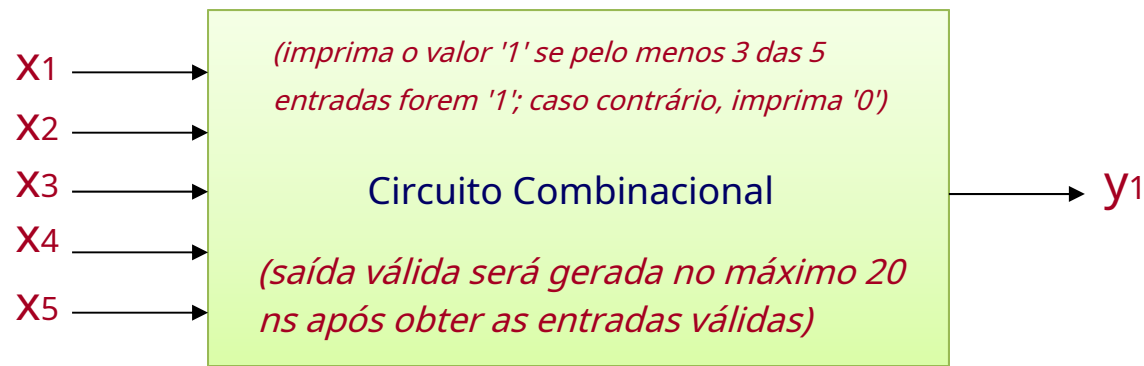 (imprima o valor '1' se pelo menos 3 das 5
entradas forem '1'; caso contrário, imprima '0')
x1
x2
x3
x4
x5
Circuito Combinacional
y1
(saída válida será gerada no máximo 20
ns após obter as entradas válidas)